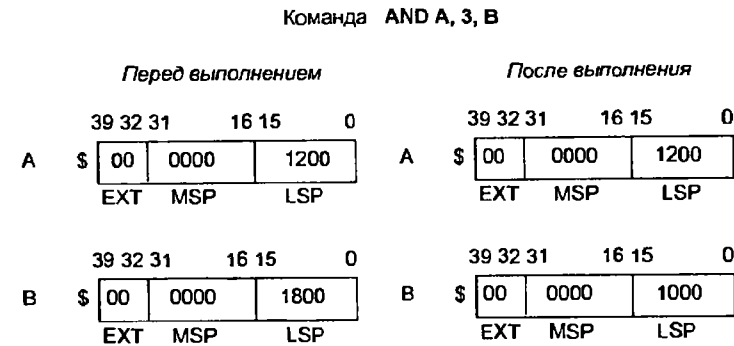 Команда AND A, 3, B
Перед выполнением После выполнения
39 32 31 16 15 0 39 32 31 16 15 0
A $ 00 0000 1200 A $ 00 0000 1200
EXT MSP LSP EXT MSP LSP
39 32 31 16 15 0 39 32 31 16 15 0
B $ 00 0000 1800 B $ 00 0000 1000
EXT MSP LSP EXT MSP LSP